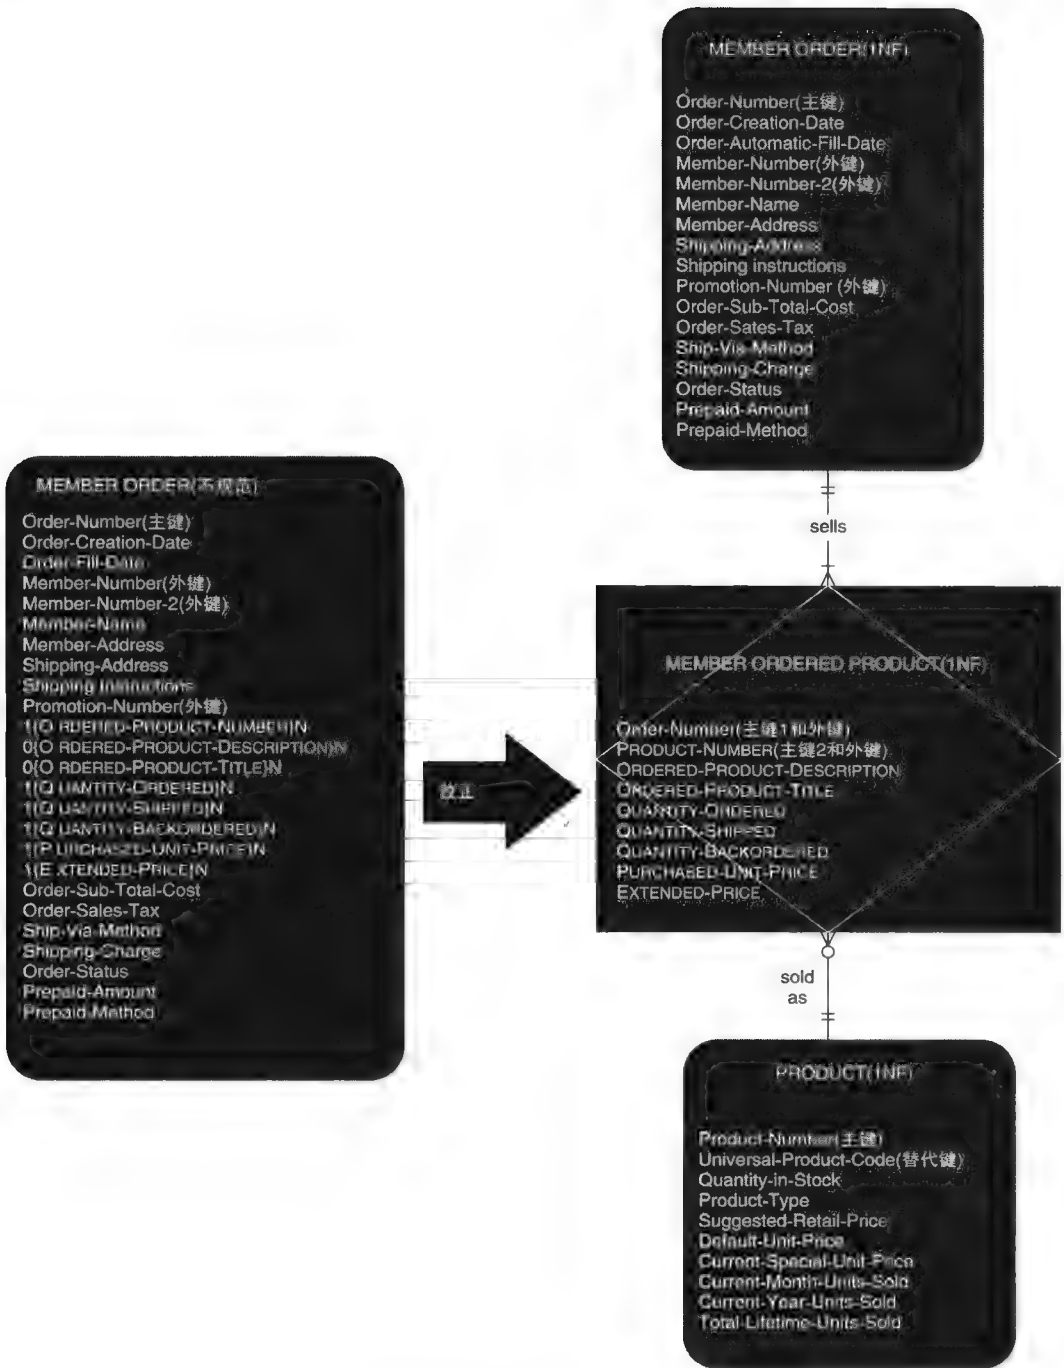 MEMBER ORDER(1NF)
Order-Number(主键)
Order-Creation-Date
Order-Automatic-Fill-Date
Member-Number(外键)
Member-Number-2(外键)
Member-Name
Member-Address
Shipping-Address
Shipping instructions
Promotion-Number (外键)
Order-Sub-Total-Cost
Order-Sates-Tax
Ship-Via-Method
Shipping-Charge
Order-Status
Prepaid-Amount
Prepaid-Method
sells
MEMBER ORDER(不规范)
Order-Number(主键)
Order-Creation-Date
Order-Fill-Date
Member-Number(外键)
Member-Number-2(外键)
Member-Name
Member-Address
Shipping-Address
Shipping Instructions
Promotion-Number(外键)
1{O RDERED-PRODUCT-NUMBER}N
0{O RDERED-PRODUCT-DESCRIPTION}N
0{O RDERED-PRODUCT-TITLE}N
1{Q UANTITY-ORDERED}N
1{Q UANTITY-SHIPPED}N
1{Q UANTITY-BACKORDERED}N
1{P URCHASED-UNIT-PRICE}N
1{E XTENDED-PRICE}N
Order-Sub-Total-Cost
Order-Sales-Tax
Ship-Via-Method
Shipping-Charge
Order-Status
Prepaid-Amount
Prepaid-Method
校正
MEMBER ORDERED PRODUCT(1NF)
Order-Number(主键1和外键)
PRODUCT-NUMBER(主键2和外键)
ORDERED-PRODUCT-DESCRIPTION
ORDERED-PRODUCT-TITLE
QUANTITY-ORDERED
QUANTITY-SHIPPED
QUANTITY-BACKORDERED
PURCHASED-UNIT-PRICE
EXTENDED-PRICE
sold
as
PRODUCT(1NF)
Product-Number(主键)
Universal-Product-Code(替代键)
Quantity-in-Stock
Product-Type
Suggested-Retail-Price
Default-Unit-Price
Current-Special-Unit-Price
Current-Month-Units-Sold
Current-Year-Units-Sold
Total-Lifetime-Units-Sold